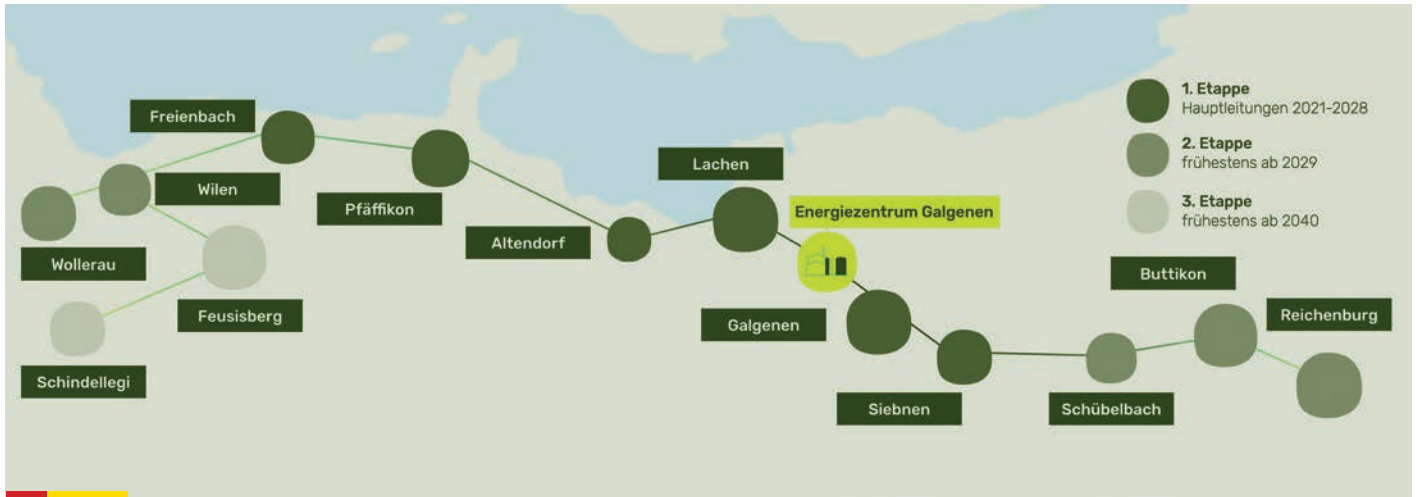 Freienbach
Wilen
Wollerau
Feusisberg
Schindellegi
Pfäffikon
Altendorf
Lachen
Energiezentrum Galgenen
Galgenen
Siebnen
Schübelbach
Buttikon
Reichenburg
1. Etappe
Hauptleitungen 2021-2028
2. Etappe
frühestens ab 2029
3. Etappe
frühestens ab 2040